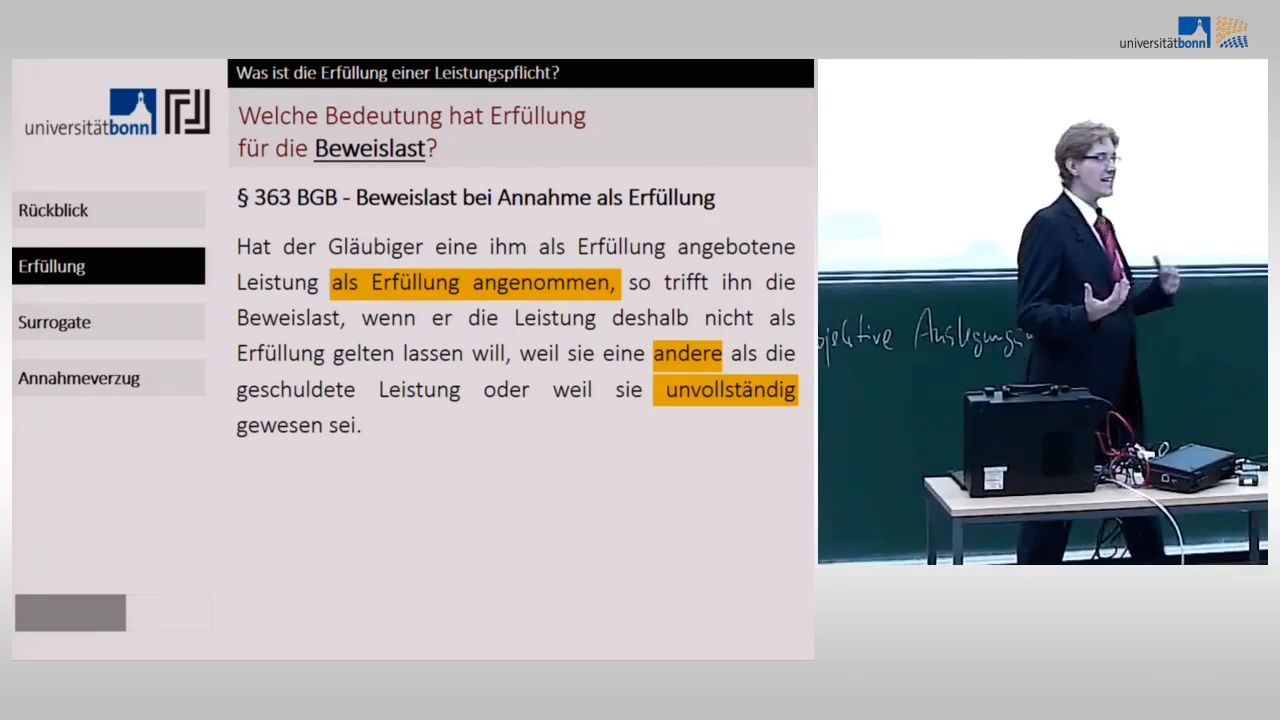 universitätbonn
Was ist die Erfüllung einer Leistungspflicht?
universitätbonn
Welche Bedeutung hat Erfüllung
für die Beweislast?
Rückblick
Erfüllung
Surrogate
Annahmeverzug
§ 363 BGB - Beweislast bei Annahme als Erfüllung
Hat der Gläubiger eine ihm als Erfüllung angebotene
Leistung als Erfüllung angenommen, so trifft ihn die
Beweislast, wenn er die Leistung deshalb nicht als
Erfüllung gelten lassen will, weil sie eine andere als die
geschuldete Leistung oder weil sie unvollständig
gewesen sei.